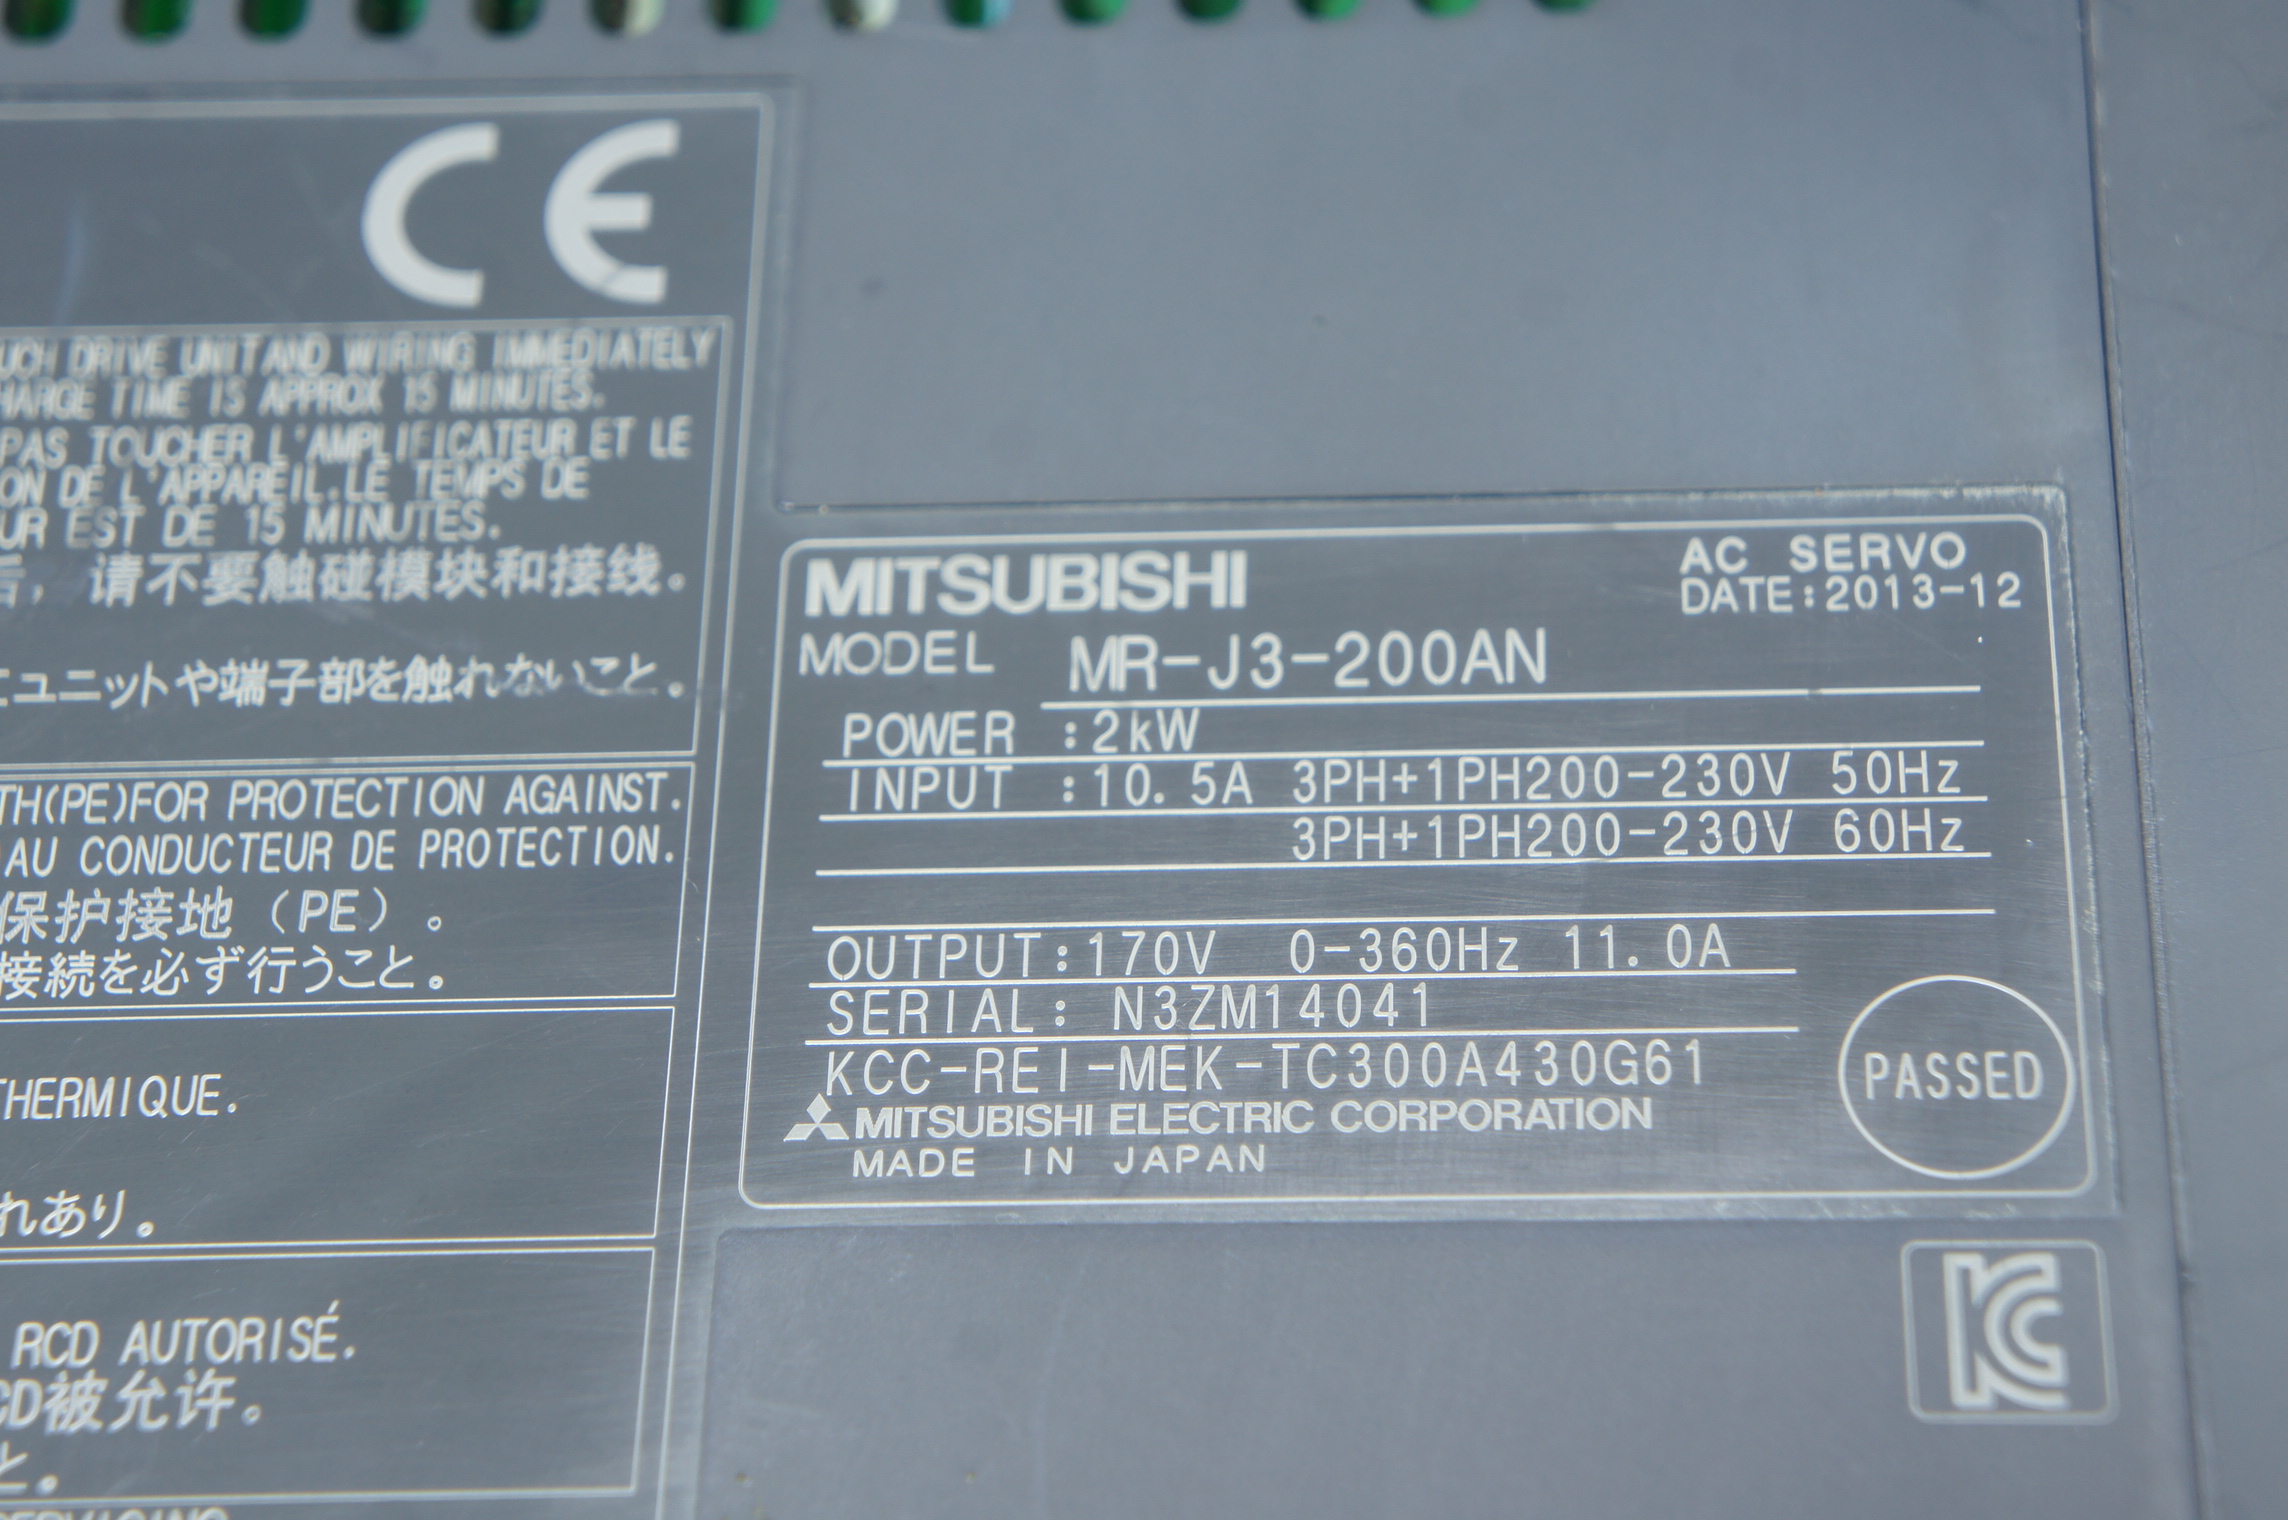 CE
UCH DRIVE UNIT AND WIRING IMMEDIATELY
HARGE TIME IS APPROX 15 MINUTES.
PAS TOUCHER L'AMPLIFICATEUR ET LE
ON DE L'APPAREIL.LE TEMPS DE
UR EST DE 15 MINUTES.
后，请不要触碰模块和接线。
にユニットや端子部を触れないこと。
TH(PE)FOR PROTECTION AGAINST.
AU CONDUCTEUR DE PROTECTION.
保护接地（PE）。
接続を必ず行うこと。
THERMIQUE.
れあり。
RCD AUTORISÉ.
CD被允许。
と。
MITSUBISHI
AC SERVO
DATE:2013-12
MODEL MR-J3-200AN
POWER :2kW
INPUT :10.5A 3PH+1PH200-230V 50Hz
3PH+1PH200-230V 60Hz
OUTPUT:170V 0-360Hz 11.0A
SERIAL: N3ZM14041
KCC-REI-MEK-TC300A430G61
MITSUBISHI ELECTRIC CORPORATION
MADE IN JAPAN
PASSED
KC